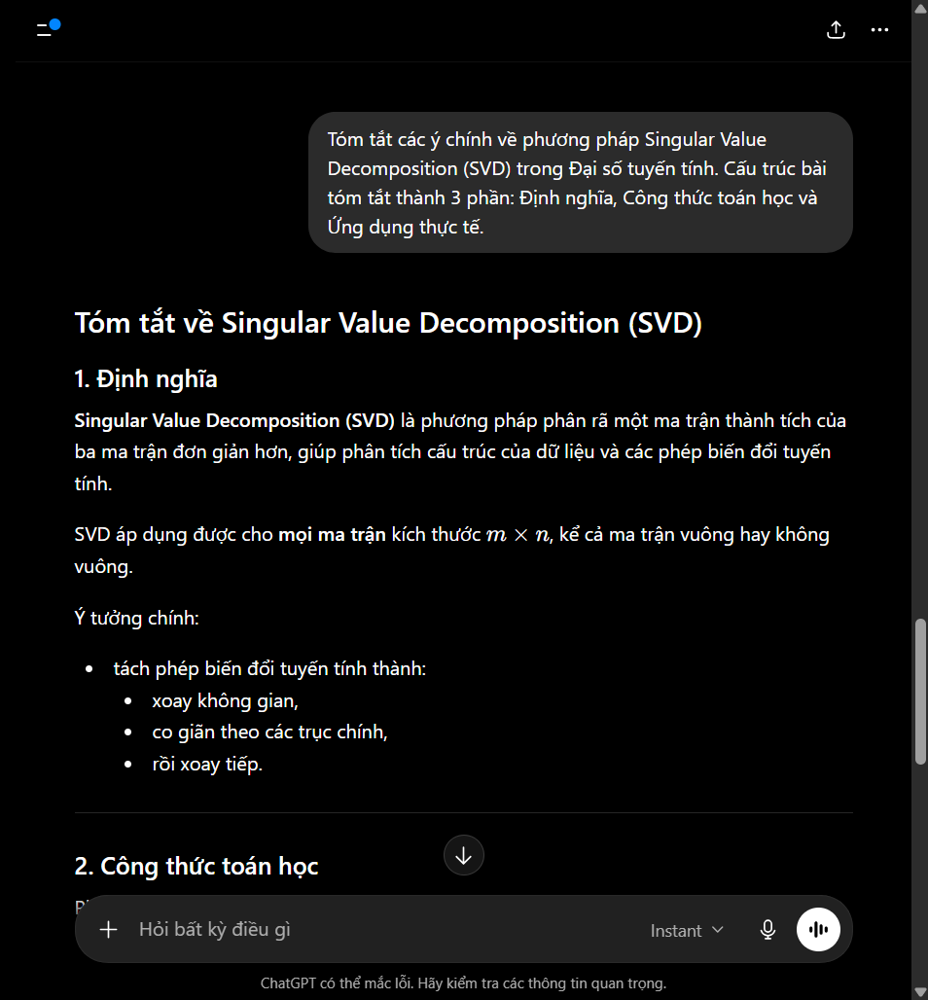 Tóm tắt các ý chính về phương pháp Singular Value
Decomposition (SVD) trong Đại số tuyến tính. Cấu trúc bài
tóm tắt thành 3 phần: Định nghĩa, Công thức toán học và
Ứng dụng thực tế.
Tóm tắt về Singular Value Decomposition (SVD)
1. Định nghĩa
Singular Value Decomposition (SVD) là phương pháp phân rã một ma trận thành tích của
ba ma trận đơn giản hơn, giúp phân tích cấu trúc của dữ liệu và các phép biến đổi tuyến
tính.
SVD áp dụng được cho mọi ma trận kích thước m × n, kể cả ma trận vuông hay không
vuông.
Ý tưởng chính:
• tách phép biến đổi tuyến tính thành:
• xoay không gian,
• co giãn theo các trục chính,
• rồi xoay tiếp.
2. Công thức toán học
Hỏi bất kỳ điều gì
Instant
ChatGPT có thể mắc lỗi. Hãy kiểm tra các thông tin quan trọng.